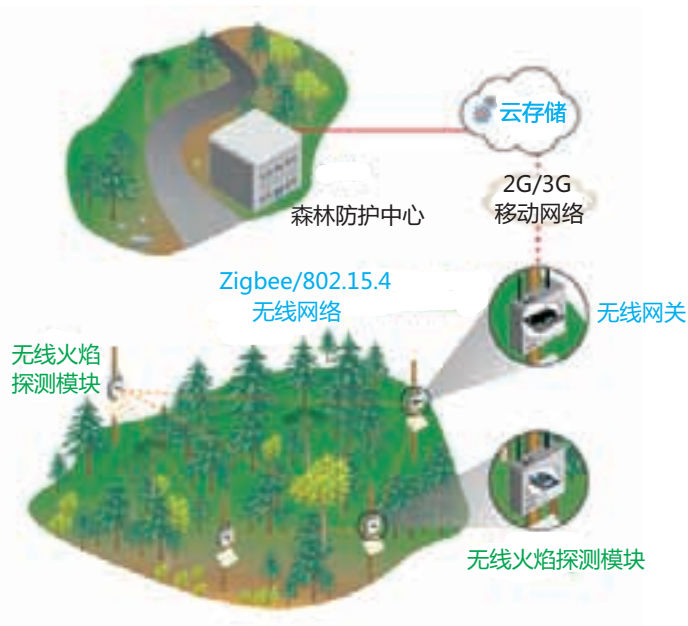 云存储
2G/3G
移动网络
森林防护中心
Zigbee/802.15.4
无线网络
无线网关
无线火焰
探测模块
无线火焰探测模块